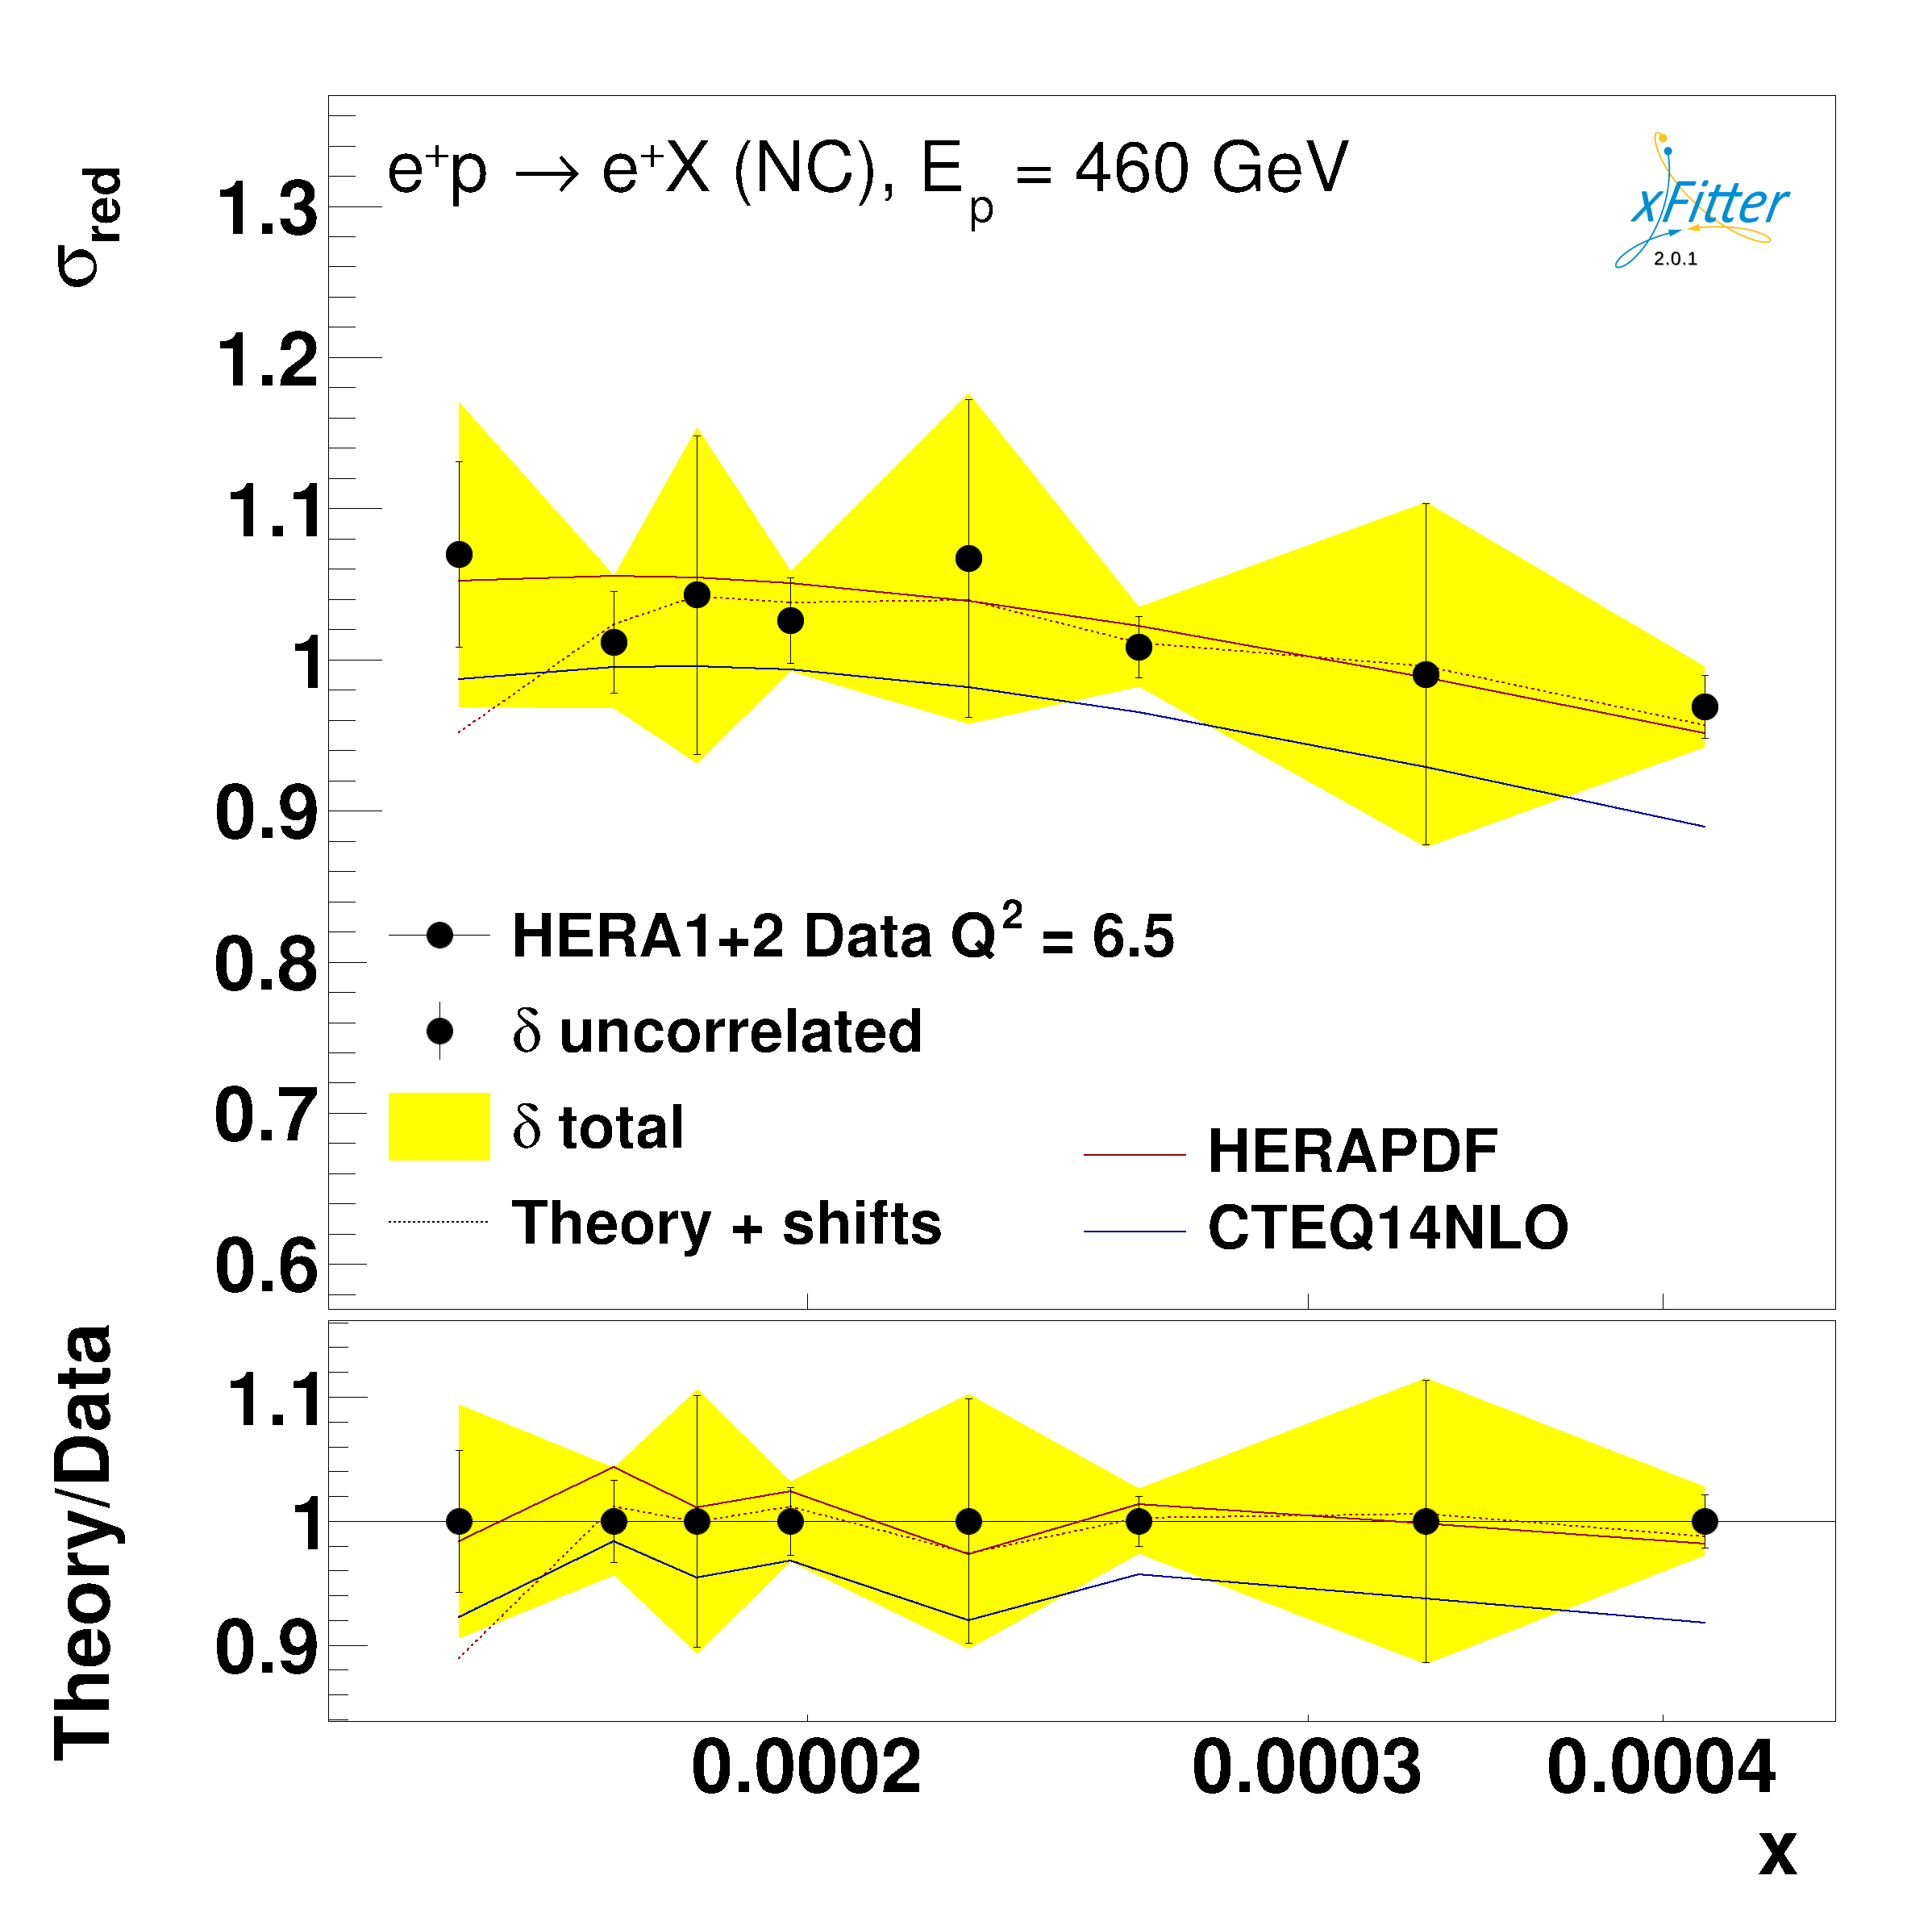 σred
e+p → e+X (NC), Ep = 460 GeV
xFitter
2.0.1
1.3
1.2
1.1
1
0.9
0.8
0.7
0.6
HERA1+2 Data Q2 = 6.5
δ uncorrelated
δ total
Theory + shifts
HERAPDF
CTEQ14NLO
Theory/Data
1.1
1
0.9
0.0002 0.0003 0.0004
x